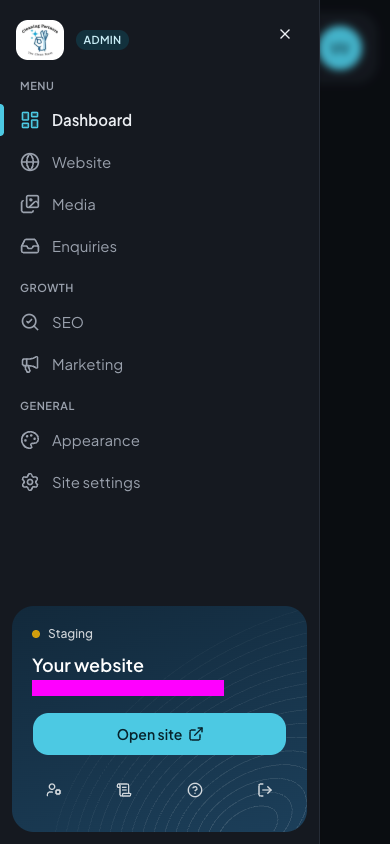 ADMIN
MENU
Dashboard
Website
Media
Enquiries
GROWTH
SEO
Marketing
GENERAL
Appearance
Site settings
Staging
Your website
Open site